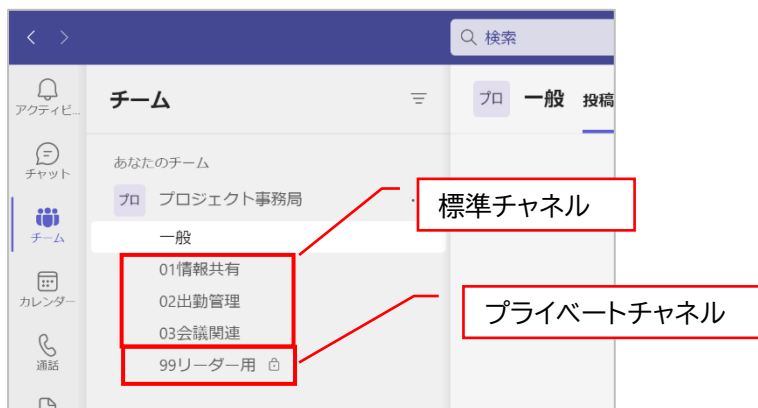 検索
アクティビ...
チーム
プロ 一般 投稿
チャット
あなたのチーム
プロ プロジェクト事務局
標準チャネル
チーム
一般
01情報共有
カレンダー
02出勤管理
プライベートチャネル
03会議関連
通話
99リーダー用